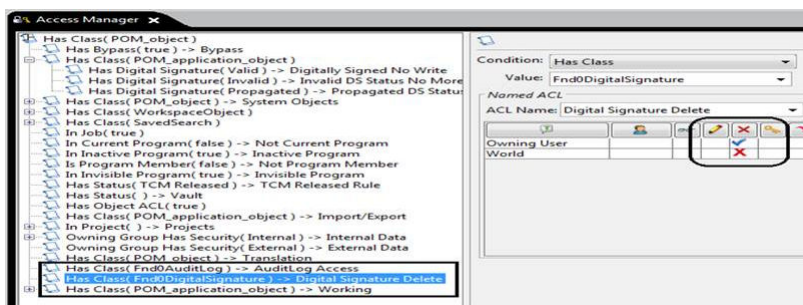 Access Manager
Has Class( POM_object )
Has Bypass( true ) -> Bypass
Has Class( POM_application_object )
Has Digital Signature( Valid ) -> Digitally Signed No Write
Has Digital Signature( Invalid ) -> Invalid DS Status No More
Has Digital Signature( Propagated ) -> Propagated DS Status
Has Class( POM_object ) -> System Objects
Has Class( WorkspaceObject )
Has Class( SavedSearch )
In Job( true )
In Current Program( false ) -> Not Current Program
In Inactive Program( true ) -> Inactive Program
Is Program Member( false ) -> Not Program Member
In Invisible Program( true ) -> Invisible Program
Has Status( TCM Released ) -> TCM Released Rule
Has Status( ) -> Vault
Has Object ACL( true )
Has Class( POM_application_object ) -> Import/Export
In Project( ) -> Projects
Owning Group Has Security( Internal ) -> Internal Data
Owning Group Has Security( External ) -> External Data
Has Class( POM_object ) -> Translation
Has Class( Fnd0AuditLog ) -> AuditLog Access
Has Class( Fnd0DigitalSignature ) -> Digital Signature Delete
Has Class( POM_application_object ) -> Working
Condition: Has Class
Value: Fnd0DigitalSignature
Named ACL
ACL Name: Digital Signature Delete
Owning User
World